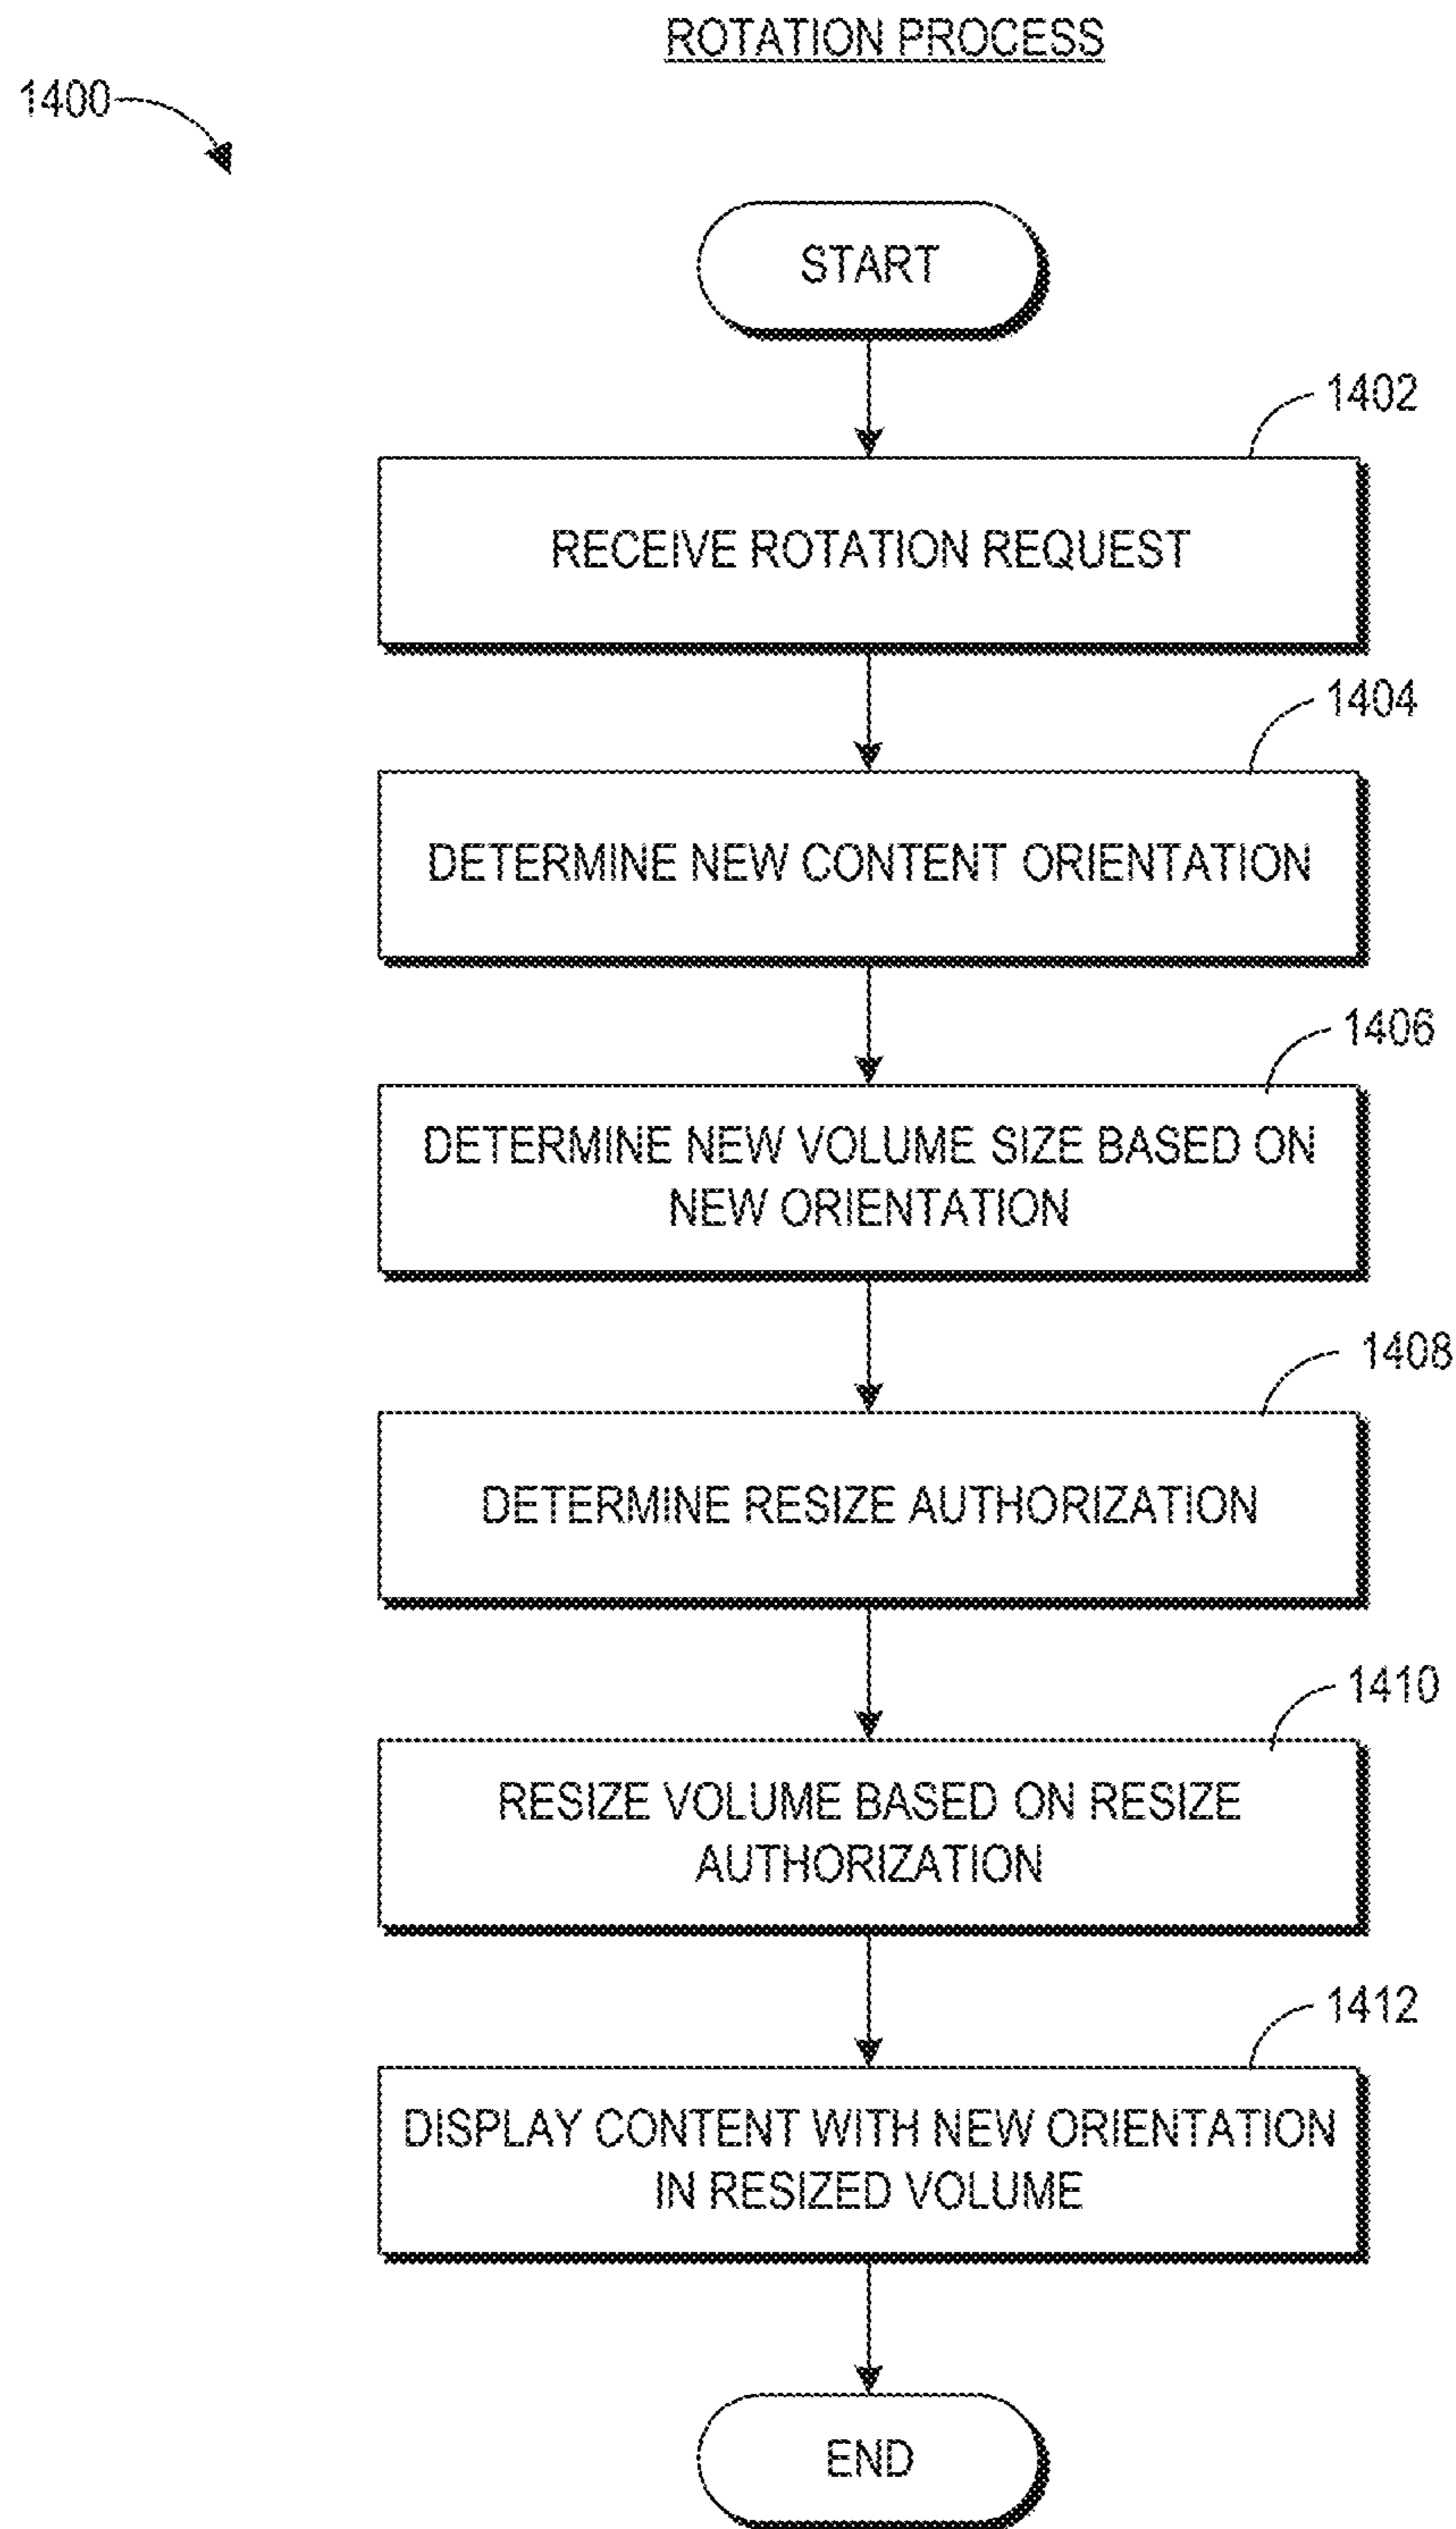 ROTATION PROCESS
1400
START
1402
RECEIVE ROTATION REQUEST
1404
DETERMINE NEW CONTENT ORIENTATION
1406
DETERMINE NEW VOLUME SIZE BASED ON
NEW ORIENTATION
1408
DETERMINE RESIZE AUTHORIZATION
1410
RESIZE VOLUME BASED ON RESIZE
AUTHORIZATION
1412
DISPLAY CONTENT WITH NEW ORIENTATION
IN RESIZED VOLUME
END